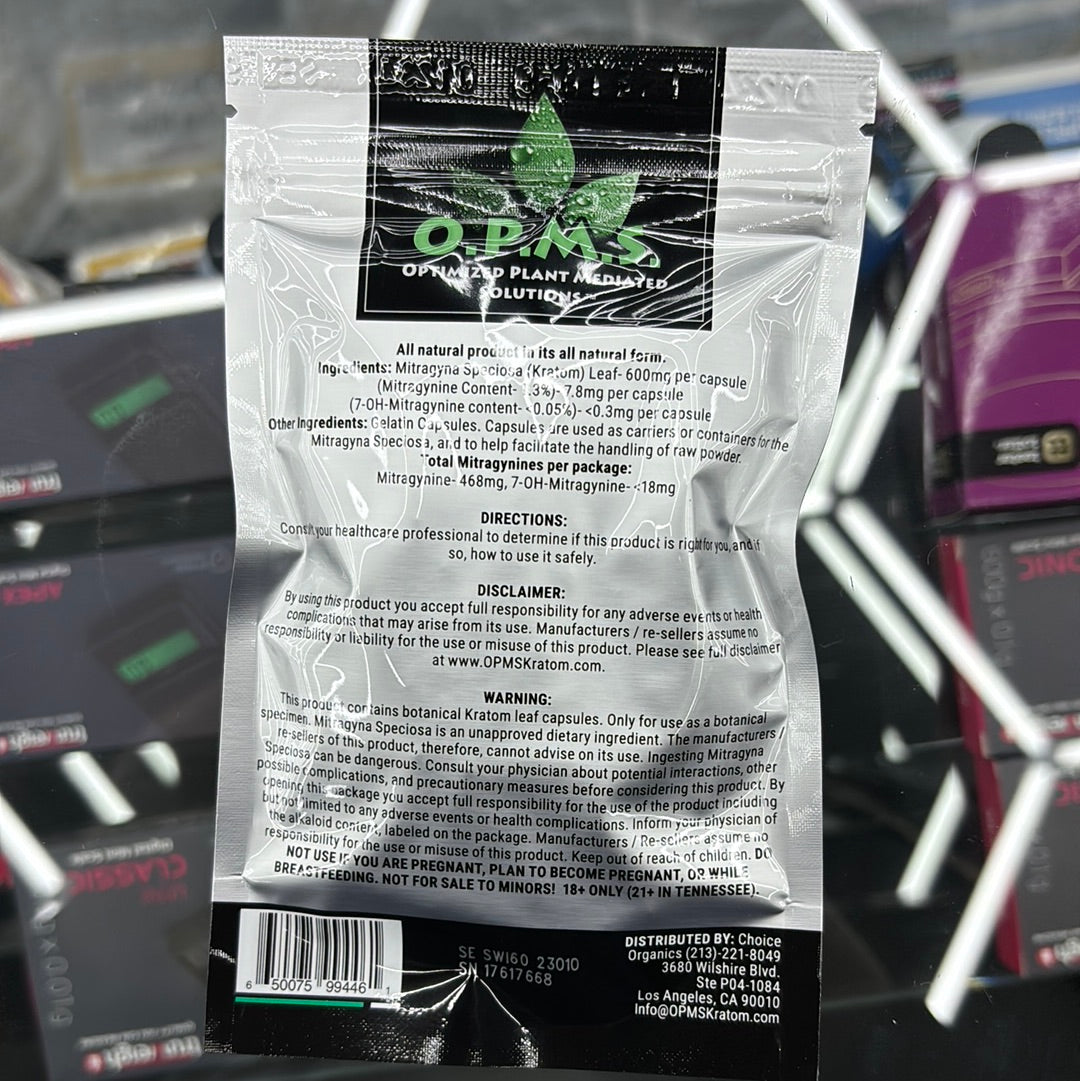 O.P.M.S.
OPTIMIZED PLANT MEDIATED
SOLUTIONS
All natural product in its all natural form.
Ingredients: Mitragyna Speciosa (Kratom) Leaf- 600mg per capsule
(Mitragynine Content- 1.3%)- 7.8mg per capsule
(7-OH-Mitragynine content- <0.05%)- <0.3mg per capsule
Other Ingredients: Gelatin Capsules. Capsules are used as carriers or containers for the
Mitragyna Speciosa, and to help facilitate the handling of raw powder.
Total Mitragynines per package:
Mitragynine- 468mg, 7-OH-Mitragynine- <18mg
DIRECTIONS:
Consult your healthcare professional to determine if this product is right for you, and if
so, how to use it safely.
DISCLAIMER:
By using this product you accept full responsibility for any adverse events or health
complications that may arise from its use. Manufacturers / re-sellers assume no
responsibility or liability for the use or misuse of this product. Please see full disclaimer
at www.OPMSKratom.com.
WARNING:
This product contains botanical Kratom leaf capsules. Only for use as a botanical
specimen. Mitragyna Speciosa is an unapproved dietary ingredient. The manufacturers /
re-sellers of this product, therefore, cannot advise on its use. Ingesting Mitragyna
Speciosa can be dangerous. Consult your physician about potential interactions, other
possible complications, and precautionary measures before considering this product. By
opening this package you accept full responsibility for the use of the product including
but not limited to any adverse events or health complications. Inform your physician of
the alkaloid content, labeled on the package. Manufacturers / Re-sellers assume no
responsibility for the use or misuse of this product. Keep out of reach of children. DO
NOT USE IF YOU ARE PREGNANT, PLAN TO BECOME PREGNANT, OR WHILE
BREASTFEEDING. NOT FOR SALE TO MINORS! 18+ ONLY (21+ IN TENNESSEE).
6 50075 99446 1
SE SW160 23010
SN 17617668
DISTRIBUTED BY: Choice
Organics (213)-221-8049
3680 Wilshire Blvd.
Ste P04-1084
Los Angeles, CA 90010
Info@OPMSKratom.com
APEX
CLASSIC